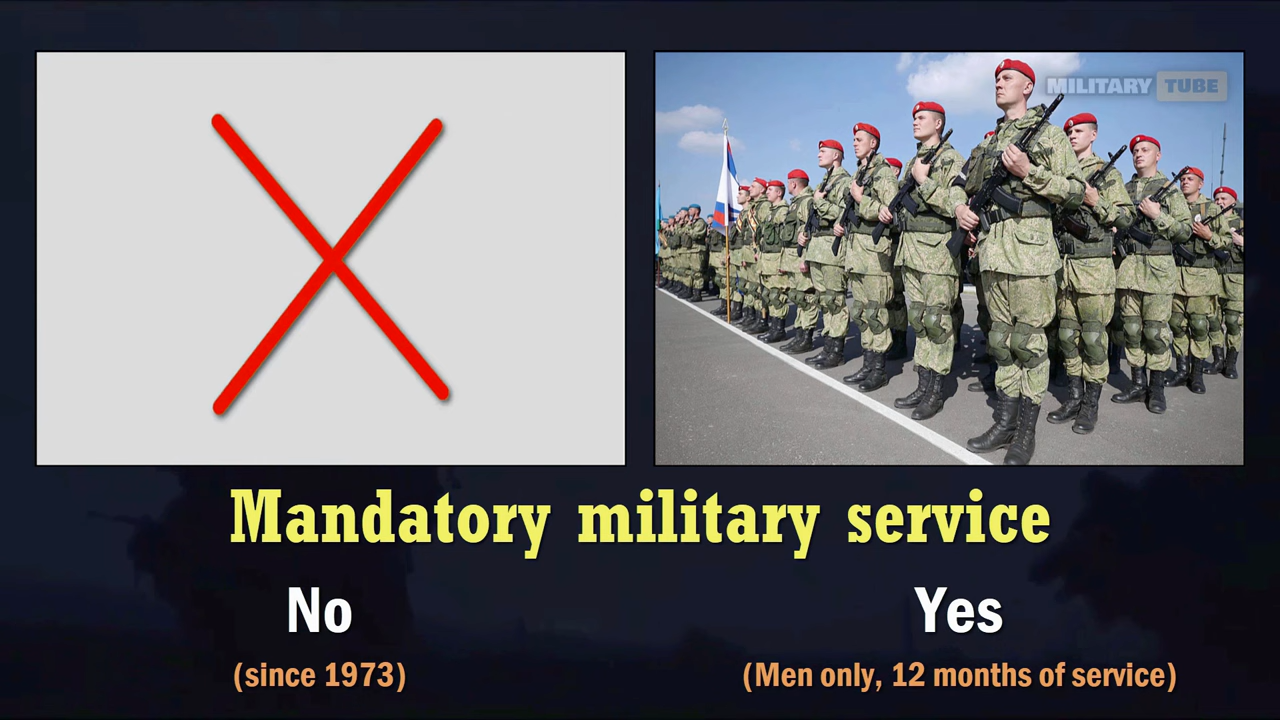 MILITARY TUBE
Mandatory military service
No
Yes
(since 1973)
(Men only, 12 months of service)